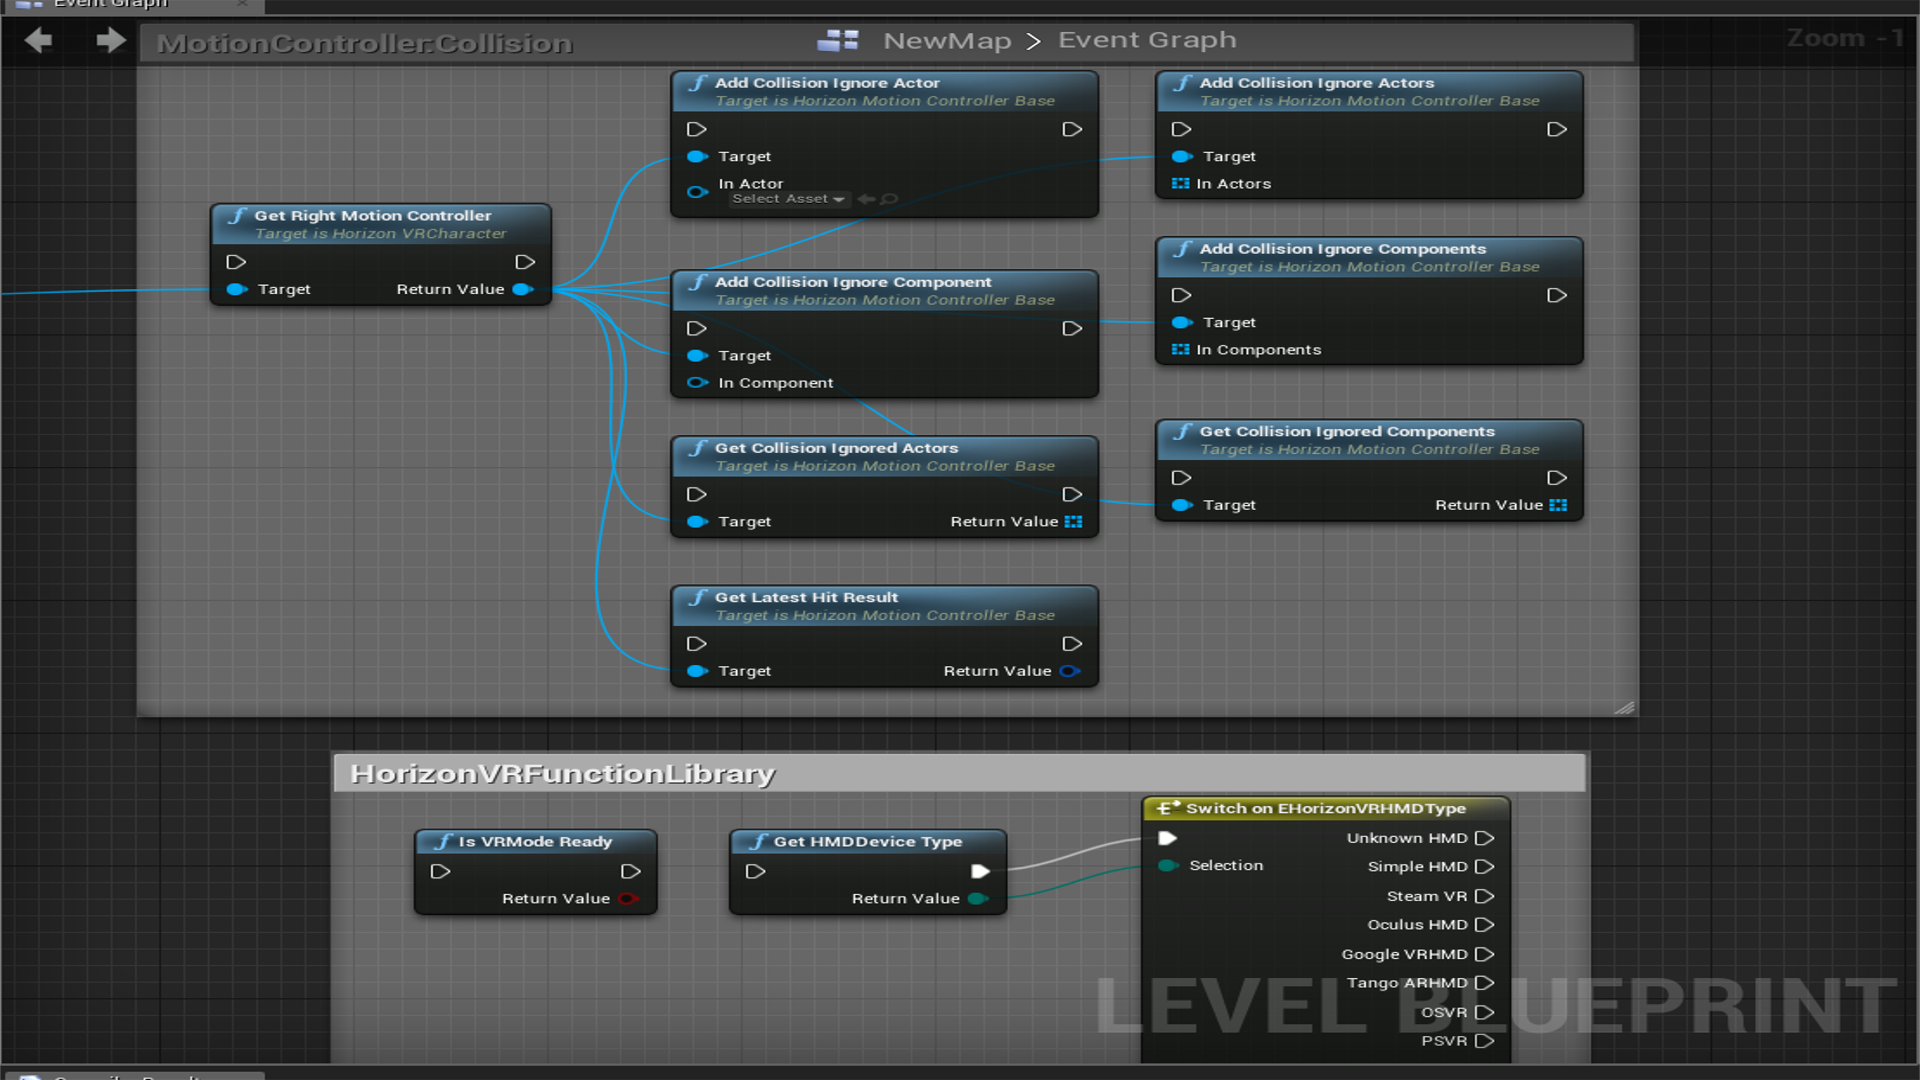 Event Graph
MotionController:Collision
NewMap > Event Graph
Zoom -1
Add Collision Ignore Actor
Target is Horizon Motion Controller Base
Target
In Actor
Select Asset
Add Collision Ignore Actors
Target is Horizon Motion Controller Base
Target
In Actors
Get Right Motion Controller
Target is Horizon VRCharacter
Target
Return Value
Add Collision Ignore Component
Target is Horizon Motion Controller Base
Target
In Component
Add Collision Ignore Components
Target is Horizon Motion Controller Base
Target
In Components
Get Collision Ignored Actors
Target is Horizon Motion Controller Base
Target
Return Value
Get Collision Ignored Components
Target is Horizon Motion Controller Base
Target
Return Value
Get Latest Hit Result
Target is Horizon Motion Controller Base
Target
Return Value
HorizonVRFunctionLibrary
Is VRMode Ready
Return Value
Get HMDDevice Type
Return Value
Switch on EHorizonVRHMDType
Selection
Unknown HMD
Simple HMD
Steam VR
Oculus HMD
Google VRHMD
Tango ARHMD
OSVR
PSVR
LEVEL BLUEPRINT